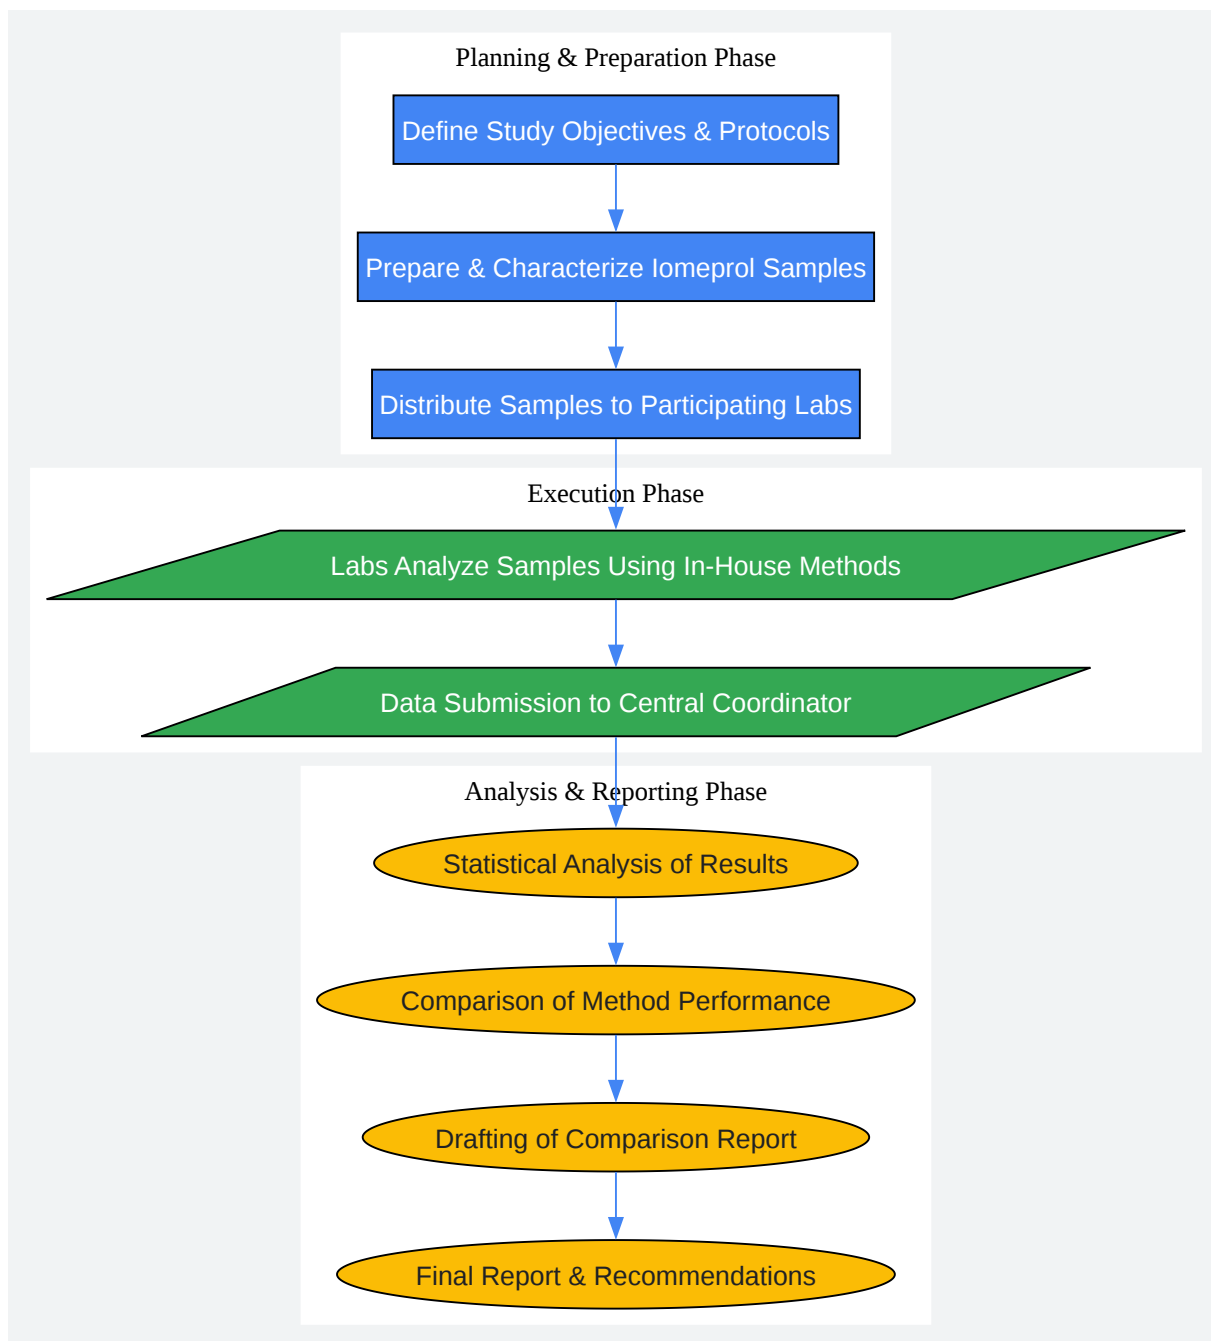 Planning & Preparation Phase
Define Study Objectives & Protocols
Prepare & Characterize Iomeprol Samples
Distribute Samples to Participating Labs
Execution Phase
Labs Analyze Samples Using In-House Methods
Data Submission to Central Coordinator
Analysis & Reporting Phase
Statistical Analysis of Results
Comparison of Method Performance
Drafting of Comparison Report
Final Report & Recommendations